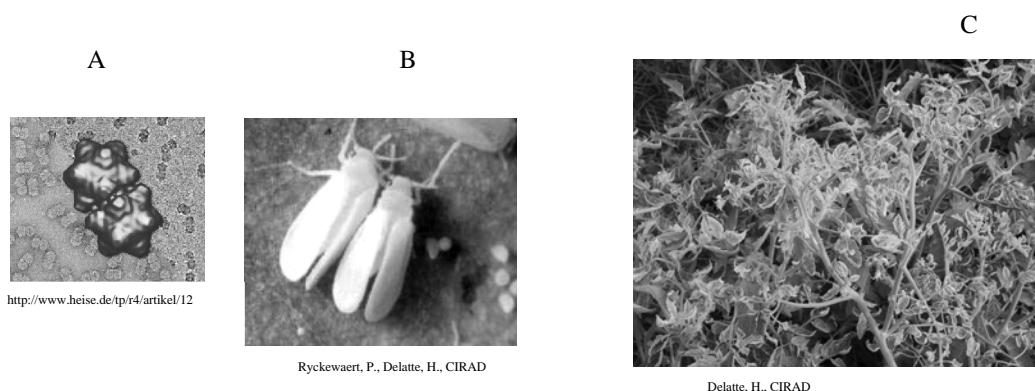 A
B
C
http://www.heise.de/tp/r4/artikel/12
Ryckewaert, P., Delatte, H., CIRAD
Delatte, H., CIRAD